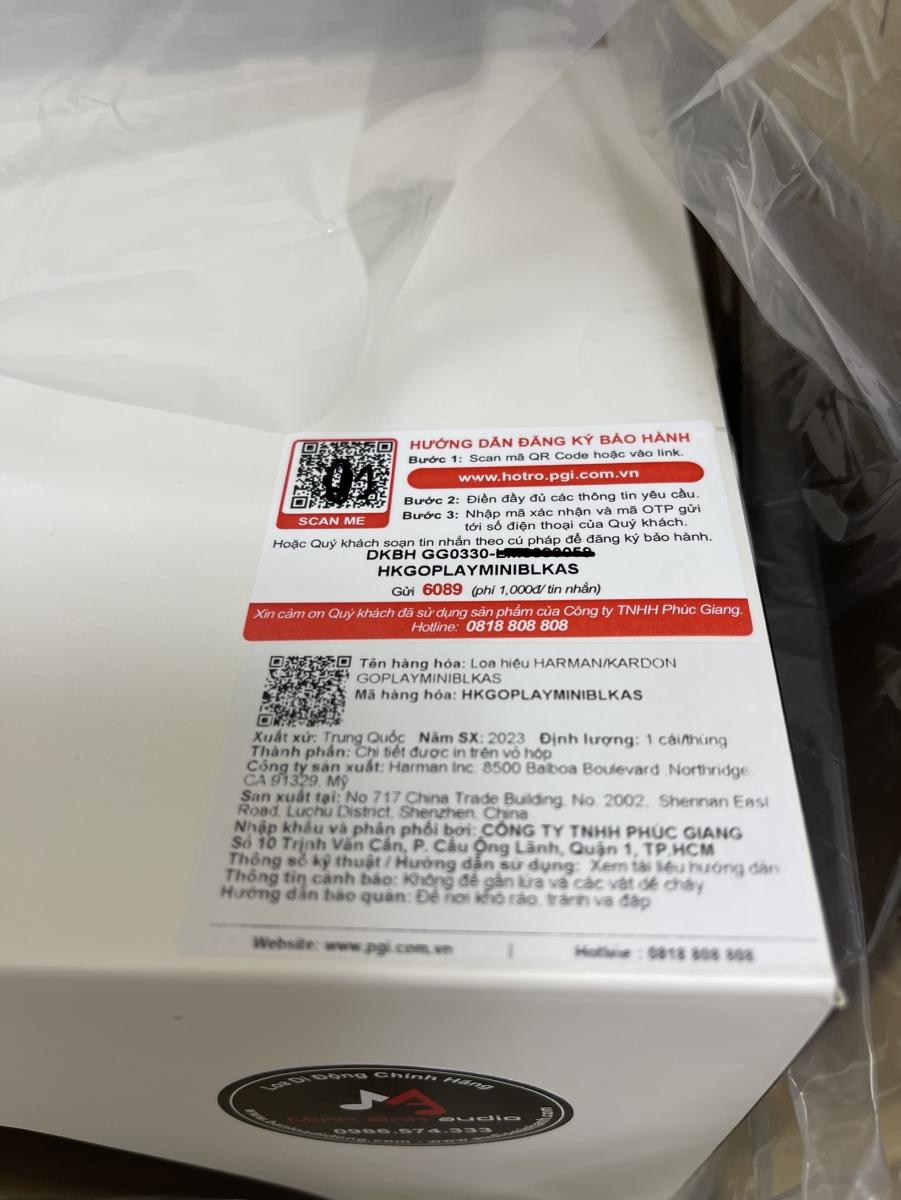 HƯỚNG DẪN ĐĂNG KÝ BẢO HÀNH
Bước 1: Scan mã QR Code hoặc vào link.
www.hotro.pgi.com.vn
Bước 2: Điền đầy đủ các thông tin yêu cầu.
Bước 3: Nhập mã xác nhận và mã OTP gửi
tới số điện thoại của Quý khách.
01
SCAN ME
Hoặc Quý khách soạn tin nhắn theo cú pháp để đăng ký bảo hành.
DKBH GG0330-
HKGOPLAYMINIBLKAS
Gửi 6089 (phí 1,000đ/ tin nhắn)
Xin cảm ơn Quý khách đã sử dụng sản phẩm của Công ty TNHH Phúc Giang.
Hotline: 0818 808 808
Tên hàng hóa: Loa hiệu HARMAN/KARDON
GOPLAYMINIBLKAS
Mã hàng hóa: HKGOPLAYMINIBLKAS
Xuất xứ: Trung Quốc Năm SX: 2023 Định lượng: 1 cái/thùng
Thành phần: Chi tiết được in trên vỏ hộp
Công ty sản xuất: Harman Inc. 8500 Balboa Boulevard ,Northridge,
CA 91329, Mỹ
Sản xuất tại: No 717 China Trade Building, No. 2002, Shennan East
Road, Luohu District, Shenzhen, China
Nhập khẩu và phân phối bởi: CÔNG TY TNHH PHÚC GIANG
Số 10 Trịnh Văn Cấn, P. Cầu Ông Lãnh, Quận 1, TP.HCM
Thông số kỹ thuật / Hướng dẫn sử dụng: Xem tài liệu hướng dẫn
Thông tin cảnh báo: Không để gần lửa và các vật dễ cháy
Hướng dẫn bảo quản: Để nơi khô ráo, tránh va đập
Website: www.pgi.com.vn | Hotline : 0818 808 808
Loa Di Động Chính Hãng
Minh Anh audio
0986.574.333